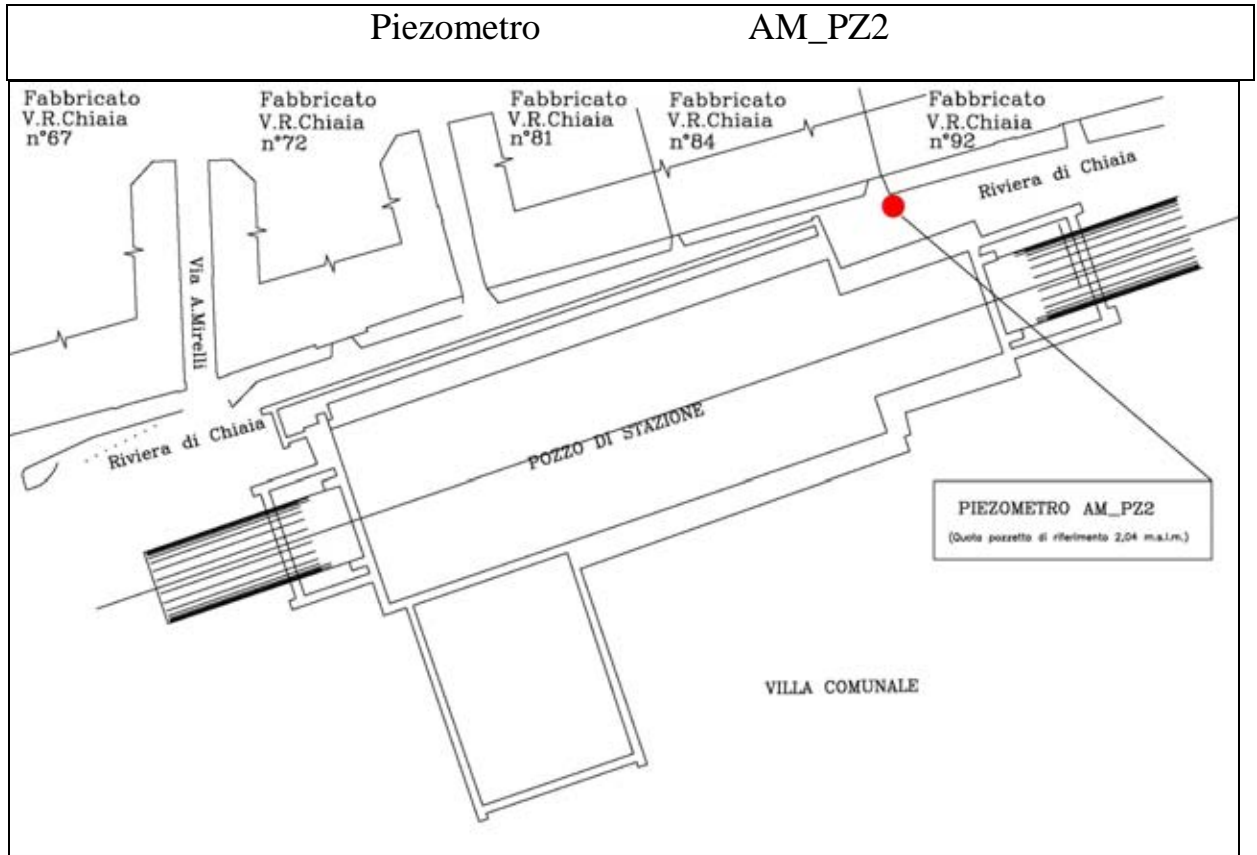 Piezometro AM_PZ2
Fabbricato
V.R.Chiaia
n°67
Fabbricato
V.R.Chiaia
n°72
Fabbricato
V.R.Chiaia
n°81
Fabbricato
V.R.Chiaia
n°84
Fabbricato
V.R.Chiaia
n°92
Riviera di Chiaia
Via A.Mirelli
Riviera di Chiaia
POZZO DI STAZIONE
PIEZOMETRO AM_PZ2
(Quota pozzetto di riferimento 2,04 m.s.l.m.)
VILLA COMUNALE